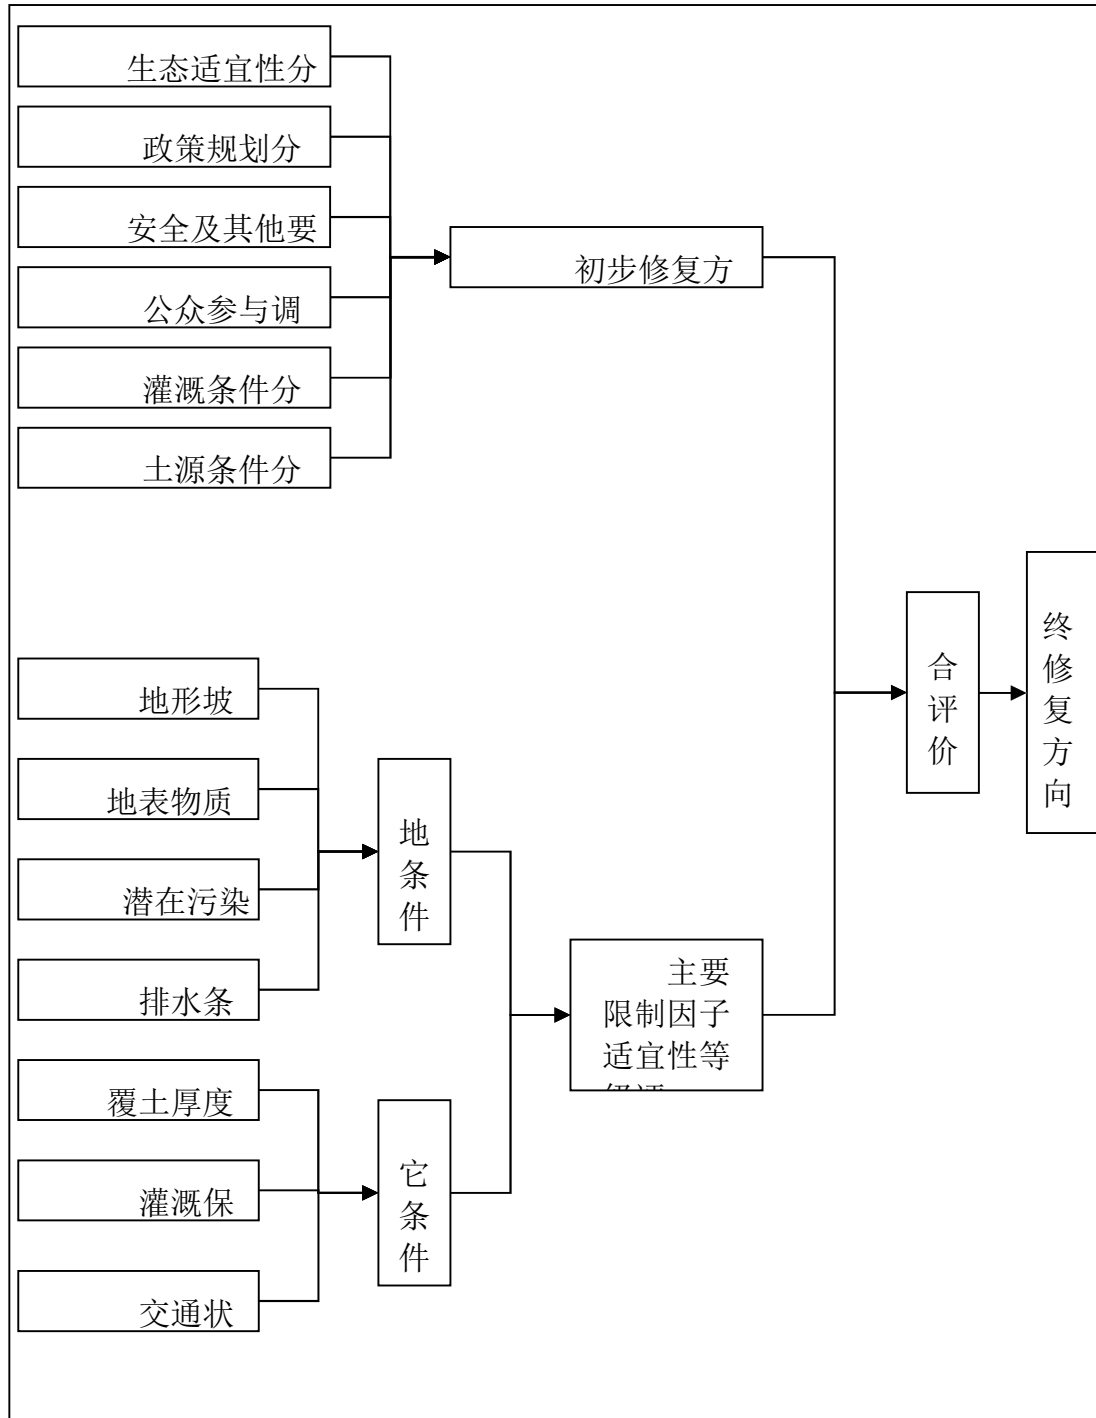 生态适宜性分
政策规划分
安全及其他要
公众参与调
灌溉条件分
土源条件分
初步修复方
地形坡
地表物质
潜在污染
排水条
覆土厚度
灌溉保
交通状
地
条
件
它
条
件
主要
限制因子
适宜性等
合
评
价
终
修
复
方
向